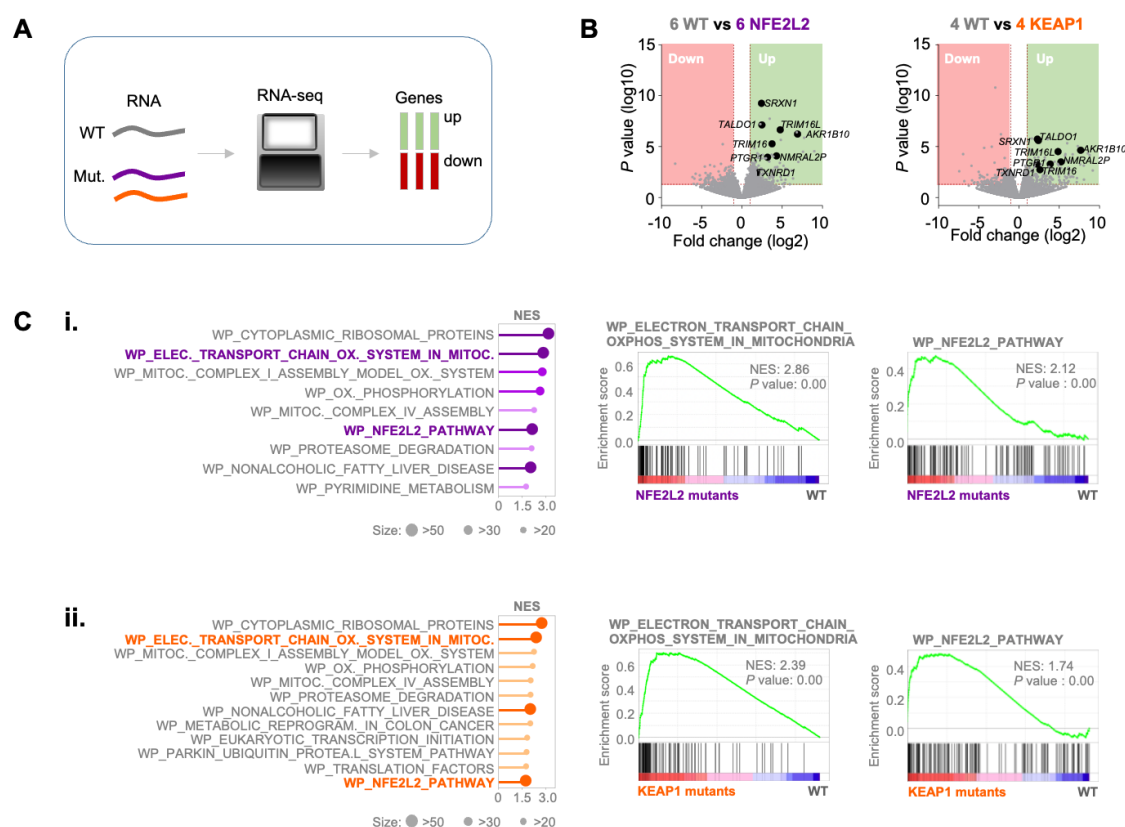 A
RNA
WT
Mut.
RNA-seq
Genes
up
down
B
6 WT vs 6 NFE2L2
15
10
5
0
P value (log10)
Down
Up
SRXN1
TALDO1
TRIM16L
AKR1B10
TRIM16
PTGR1
NMRAL2P
TXNRD1
-10 -5 0 5 10
Fold change (log2)
4 WT vs 4 KEAP1
15
10
5
0
P value (log10)
Down
Up
TALDO1
SRXN1
TRIM16L
AKR1B10
PTGR1
NMRAL2P
TXNRD1
TRIM16
-10 -5 0 5 10
Fold change (log2)
C
i.
NES
WP_CYTOPLASMIC_RIBOSOMAL_PROTEINS
WP_ELEC._TRANSPORT_CHAIN_OX._SYSTEM_IN_MITOC.
WP_MITOC._COMPLEX_I_ASSEMBLY_MODEL_OX._SYSTEM
WP_OX._PHOSPHORYLATION
WP_MITOC._COMPLEX_IV_ASSEMBLY
WP_NFE2L2_PATHWAY
WP_PROTEASOME_DEGRADATION
WP_NONALCOHOLIC_FATTY_LIVER_DISEASE
WP_PYRIMIDINE_METABOLISM
0 1.5 3.0
Size: >50 >30 >20
WP_ELECTRON_TRANSPORT_CHAIN_
OXPHOS_SYSTEM_IN_MITOCHONDRIA
Enrichment score
0.6
0.4
0.2
0.0
NES: 2.86
P value : 0.00
NFE2L2 mutants WT
WP_NFE2L2_PATHWAY
Enrichment score
0.4
0.2
0.0
NES: 2.12
P value : 0.00
NFE2L2 mutants WT
ii.
NES
WP_CYTOPLASMIC_RIBOSOMAL_PROTEINS
WP_ELEC._TRANSPORT_CHAIN_OX._SYSTEM_IN_MITOC.
WP_MITOC._COMPLEX_I_ASSEMBLY_MODEL_OX._SYSTEM
WP_OX._PHOSPHORYLATION
WP_MITOC._COMPLEX_IV_ASSEMBLY
WP_PROTEASOME_DEGRADATION
WP_NONALCOHOLIC_FATTY_LIVER_DISEASE
WP_METABOLIC_REPROGRAM._IN_COLON_CANCER
WP_EUKARYOTIC_TRANSCRIPTION_INITIATION
WP_PARKIN_UBIQUITIN_PROTEA.L_SYSTEM_PATHWAY
WP_TRANSLATION_FACTORS
WP_NFE2L2_PATHWAY
0 1.5 3.0
Size: >50 >30 >20
WP_ELECTRON_TRANSPORT_CHAIN_
OXPHOS_SYSTEM_IN_MITOCHONDRIA
Enrichment score
0.6
0.4
0.2
0.0
NES: 2.39
P value: 0.00
KEAP1 mutants WT
WP_NFE2L2_PATHWAY
Enrichment score
0.4
0.2
0.0
NES: 1.74
P value : 0.00
KEAP1 mutants WT